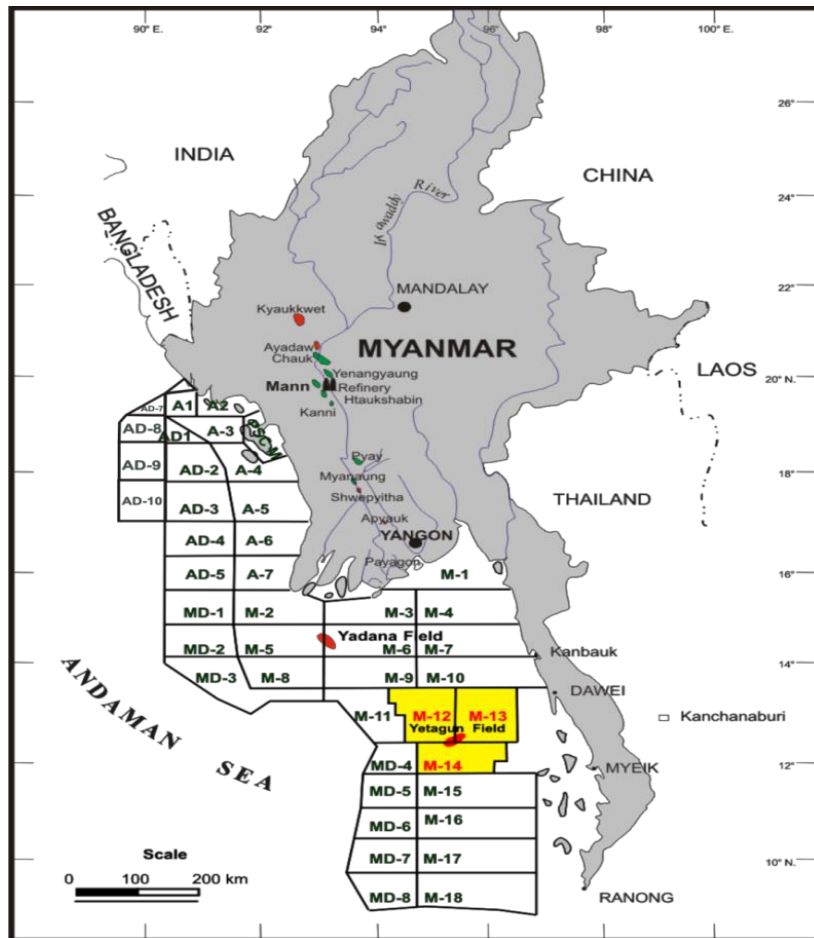 90° E.
92°
94°
96°
98°
100° E.
26°
24°
22°
20° N.
18°
16°
14°
12°
10° N.
INDIA
CHINA
BANGLADESH
LAOS
THAILAND
MYANMAR
River
MANDALAY
Kyaukkwet
Ayadaw
Chauk
Yenangyaung
Mann
Refinery
Htaukshabin
Kanni
Pyay
Myanaung
Shwepyitha
Apyauk
YANGON
Payagon
AD-7
A1
A2
AD-8
AD1
A-3
PSC-M
AD-9
AD-2
A-4
AD-10
AD-3
A-5
AD-4
A-6
AD-5
A-7
M-1
MD-1
M-2
M-3
M-4
Yadana Field
MD-2
M-5
M-6
M-7
Kanbauk
MD-3
M-8
M-9
M-10
DAWEI
M-11
M-12
M-13
Yetagun Field
Kanchanaburi
MD-4
M-14
MYEIK
MD-5
M-15
MD-6
M-16
MD-7
M-17
MD-8
M-18
RANONG
ANDAMAN
SEA
Scale
0 100 200 km